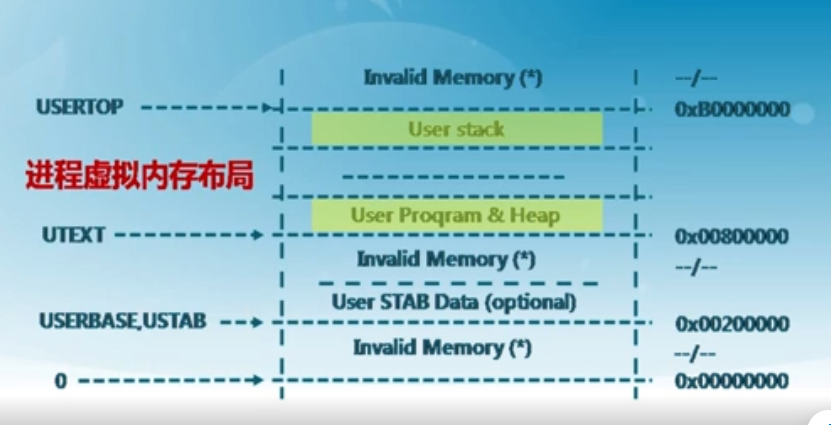 Invalid Memory (*) --/--
USERTOP 0xB0000000
User stack
进程虚拟内存布局
User Program & Heap
UTEXT 0x00800000
Invalid Memory (*) --/--
User STAB Data (optional)
USERBASE,USTAB 0x00200000
Invalid Memory (*) --/--
0 0x00000000